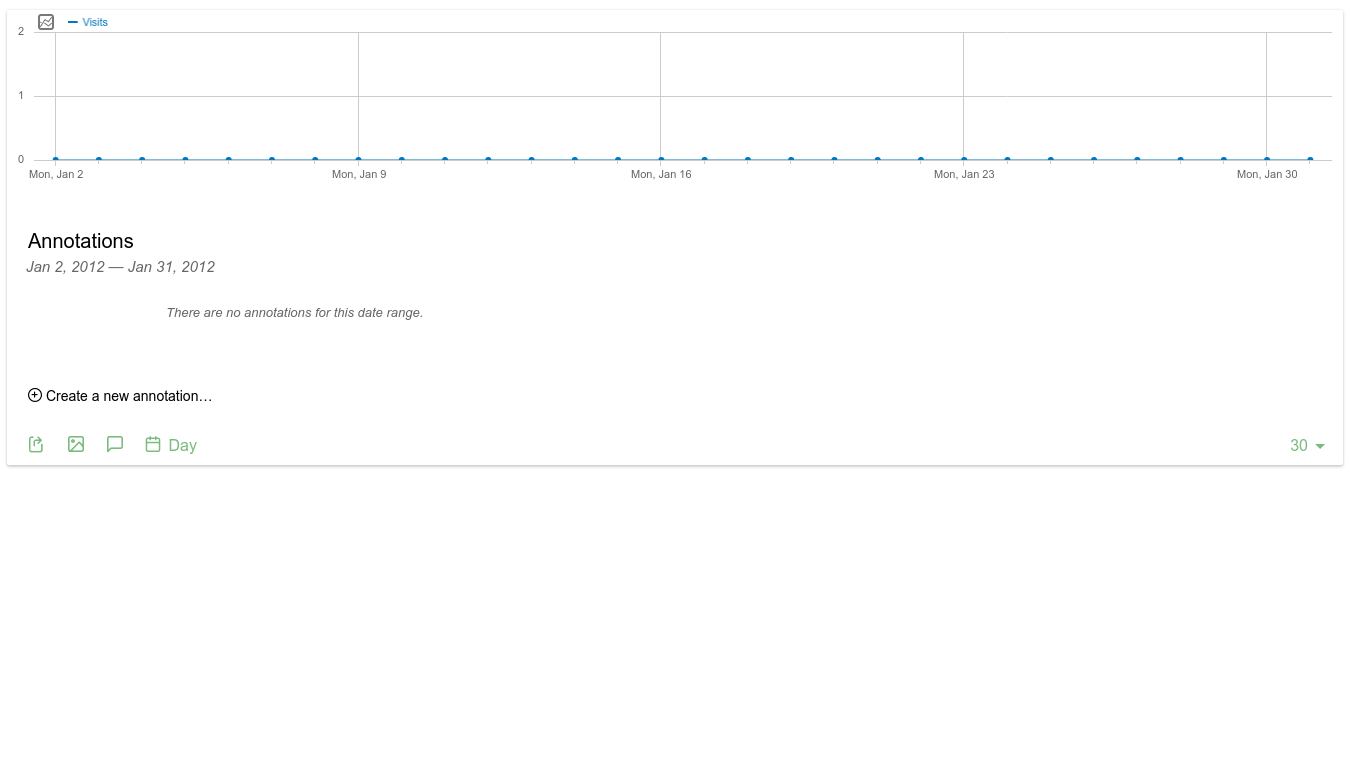 Visits
2
1
0
Mon, Jan 2 Mon, Jan 9 Mon, Jan 16 Mon, Jan 23 Mon, Jan 30
Annotations
Jan 2, 2012 — Jan 31, 2012
There are no annotations for this date range.
Create a new annotation…
Day 30